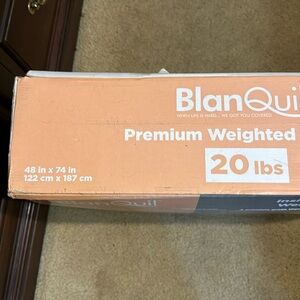 BlanQuil
WHEN LIFE IS HARD... WE GOT YOU COVERED
Premium Weighted
20 lbs
48 in x 74 in
122 cm x 187 cm